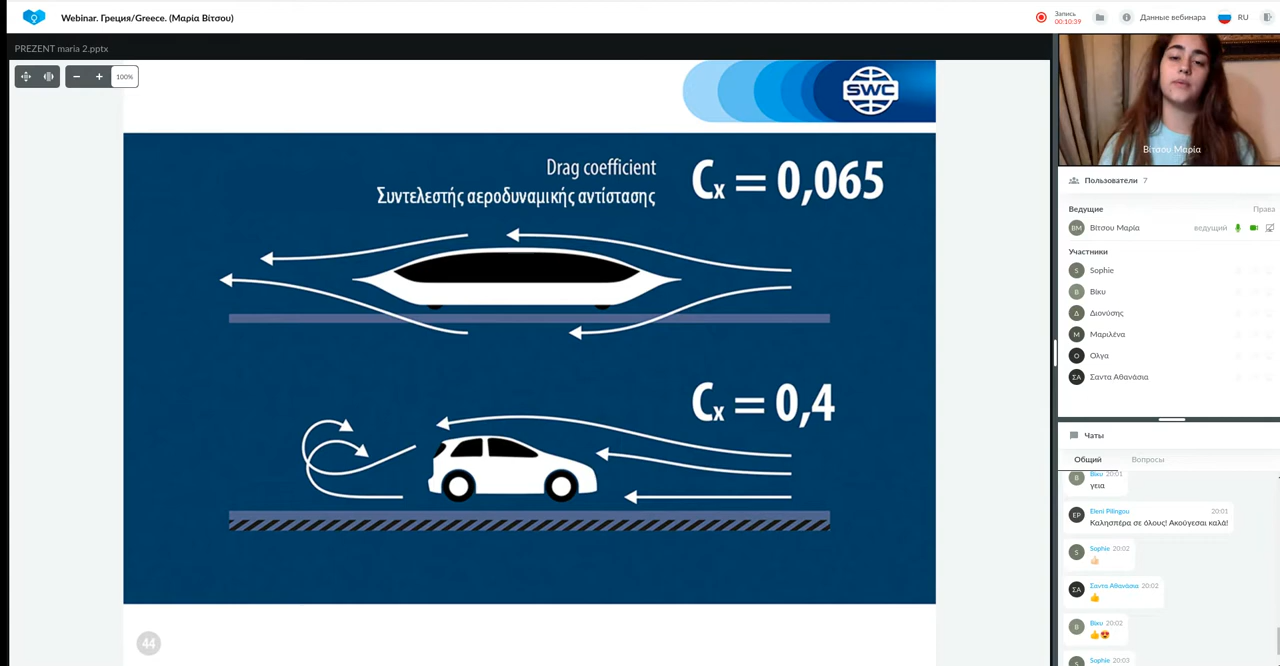 Webinar. Греция/Greece. (Μαρία Βίτσου)
Запись
00:10:39
Данные вебинара
RU
PREZENT maria 2.pptx
100%
SWC
Drag coefficient
Συντελεστής αεροδυναμικής αντίστασης
Cx = 0,065
Cx = 0,4
44
Βίτσου Μαρία
Пользователи 7
Ведущие
Права
ΒΜ Βίτσου Μαρία ведущий
Участники
S Sophie
Β Βίκυ
Δ Διονύσης
Μ Μαριλένα
Ο Ολγα
ΣΑ Σαντα Αθανάσια
Чаты
Общий
Вопросы
Β Βίκυ 20:01
γεια
EP Eleni Pilingou 20:01
Καλησπέρα σε όλους! Ακούγεσαι καλά!
S Sophie 20:02
👍🏻
ΣΑ Σαντα Αθανάσια 20:02
👍
Β Βίκυ 20:02
👍😍
S Sophie 20:03